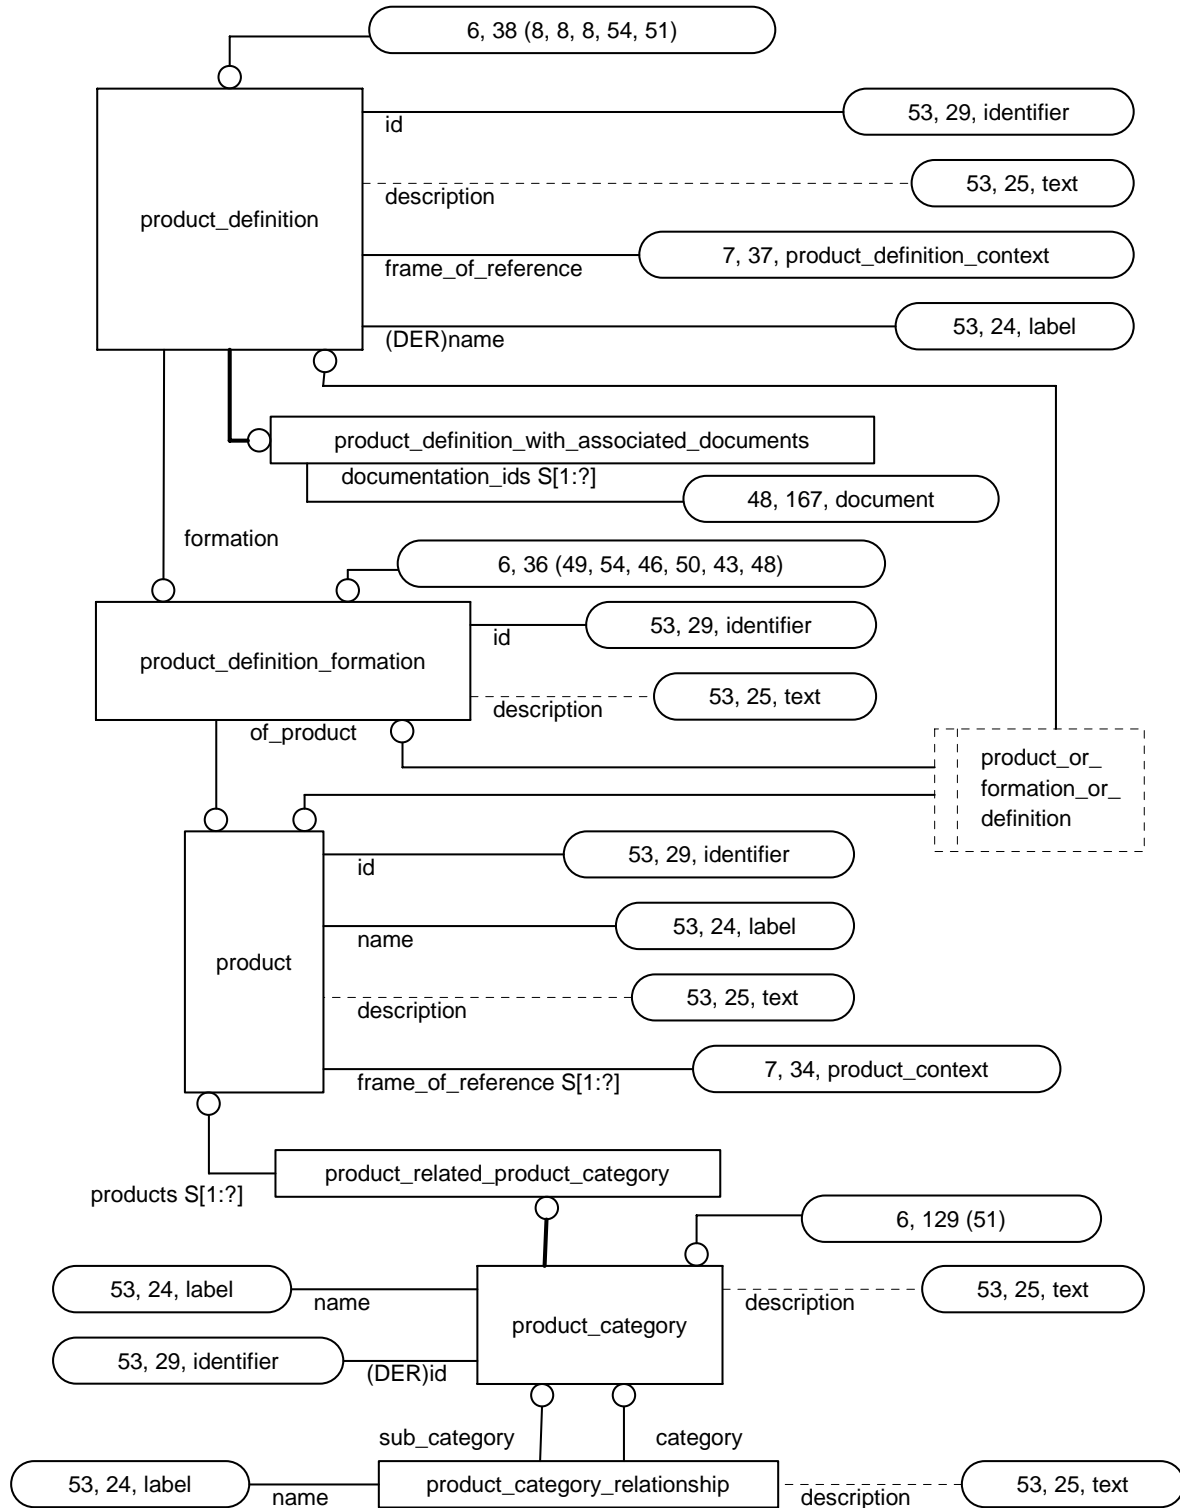 6, 38 (8, 8, 8, 54, 51)
53, 29, identifier
id
53, 25, text
description
product_definition
7, 37, product_definition_context
frame_of_reference
53, 24, label
(DER)name
product_definition_with_associated_documents
documentation_ids S[1:?]
48, 167, document
formation
6, 36 (49, 54, 46, 50, 43, 48)
53, 29, identifier
id
product_definition_formation
53, 25, text
description
of_product
product_or_
formation_or_
definition
53, 29, identifier
id
53, 24, label
name
product
53, 25, text
description
7, 34, product_context
frame_of_reference S[1:?]
product_related_product_category
products S[1:?]
6, 129 (51)
53, 24, label
name
53, 25, text
description
product_category
53, 29, identifier
(DER)id
sub_category
category
53, 24, label
name
product_category_relationship
53, 25, text
description